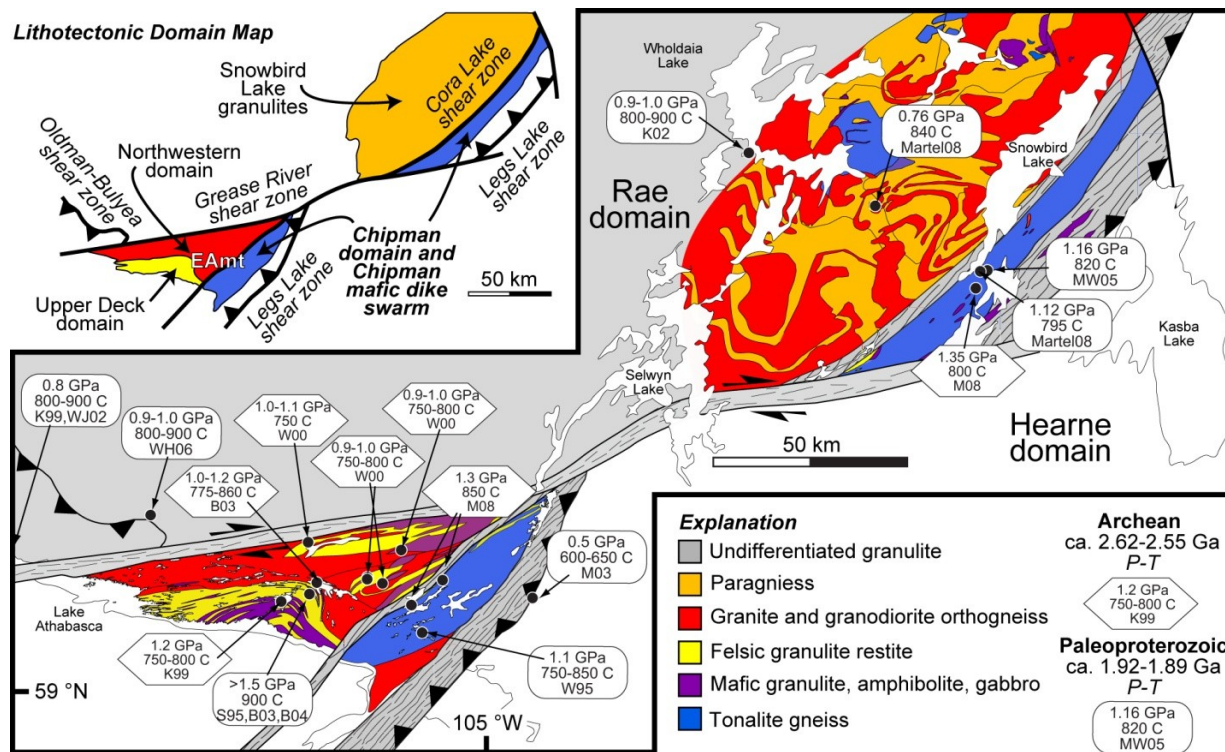 Lithotectonic Domain Map
Snowbird
Lake
granulites
Cora Lake
shear zone
Oldman-Bulyea
shear zone
Northwestern
domain
Grease River
shear zone
Legs Lake
shear zone
EAmt
Upper Deck
domain
Legs Lake
shear zone
Chipman
domain and
Chipman
mafic dike
swarm
50 km
Wholdaia
Lake
0.9-1.0 GPa
800-900 C
K02
0.76 GPa
840 C
Martel08
Snowbird
Lake
Rae
domain
1.16 GPa
820 C
MW05
1.12 GPa
795 C
Martel08
1.35 GPa
800 C
M08
Kasba
Lake
Selwyn
Lake
Hearne
domain
50 km
0.8 GPa
800-900 C
K99,WJ02
0.9-1.0 GPa
800-900 C
WH06
1.0-1.1 GPa
750 C
W00
0.9-1.0 GPa
750-800 C
W00
0.9-1.0 GPa
750-800 C
W00
1.0-1.2 GPa
775-860 C
B03
1.3 GPa
850 C
M08
0.5 GPa
600-650 C
M03
Lake
Athabasca
1.2 GPa
750-800 C
K99
>1.5 GPa
900 C
S95,B03,B04
1.1 GPa
750-850 C
W95
59 °N
105 °W
Explanation
Undifferentiated granulite
Paragniess
Granite and granodiorite orthogneiss
Felsic granulite restite
Mafic granulite, amphibolite, gabbro
Tonalite gneiss
Archean
ca. 2.62-2.55 Ga
P-T
1.2 GPa
750-800 C
K99
Paleoproterozoic
ca. 1.92-1.89 Ga
P-T
1.16 GPa
820 C
MW05